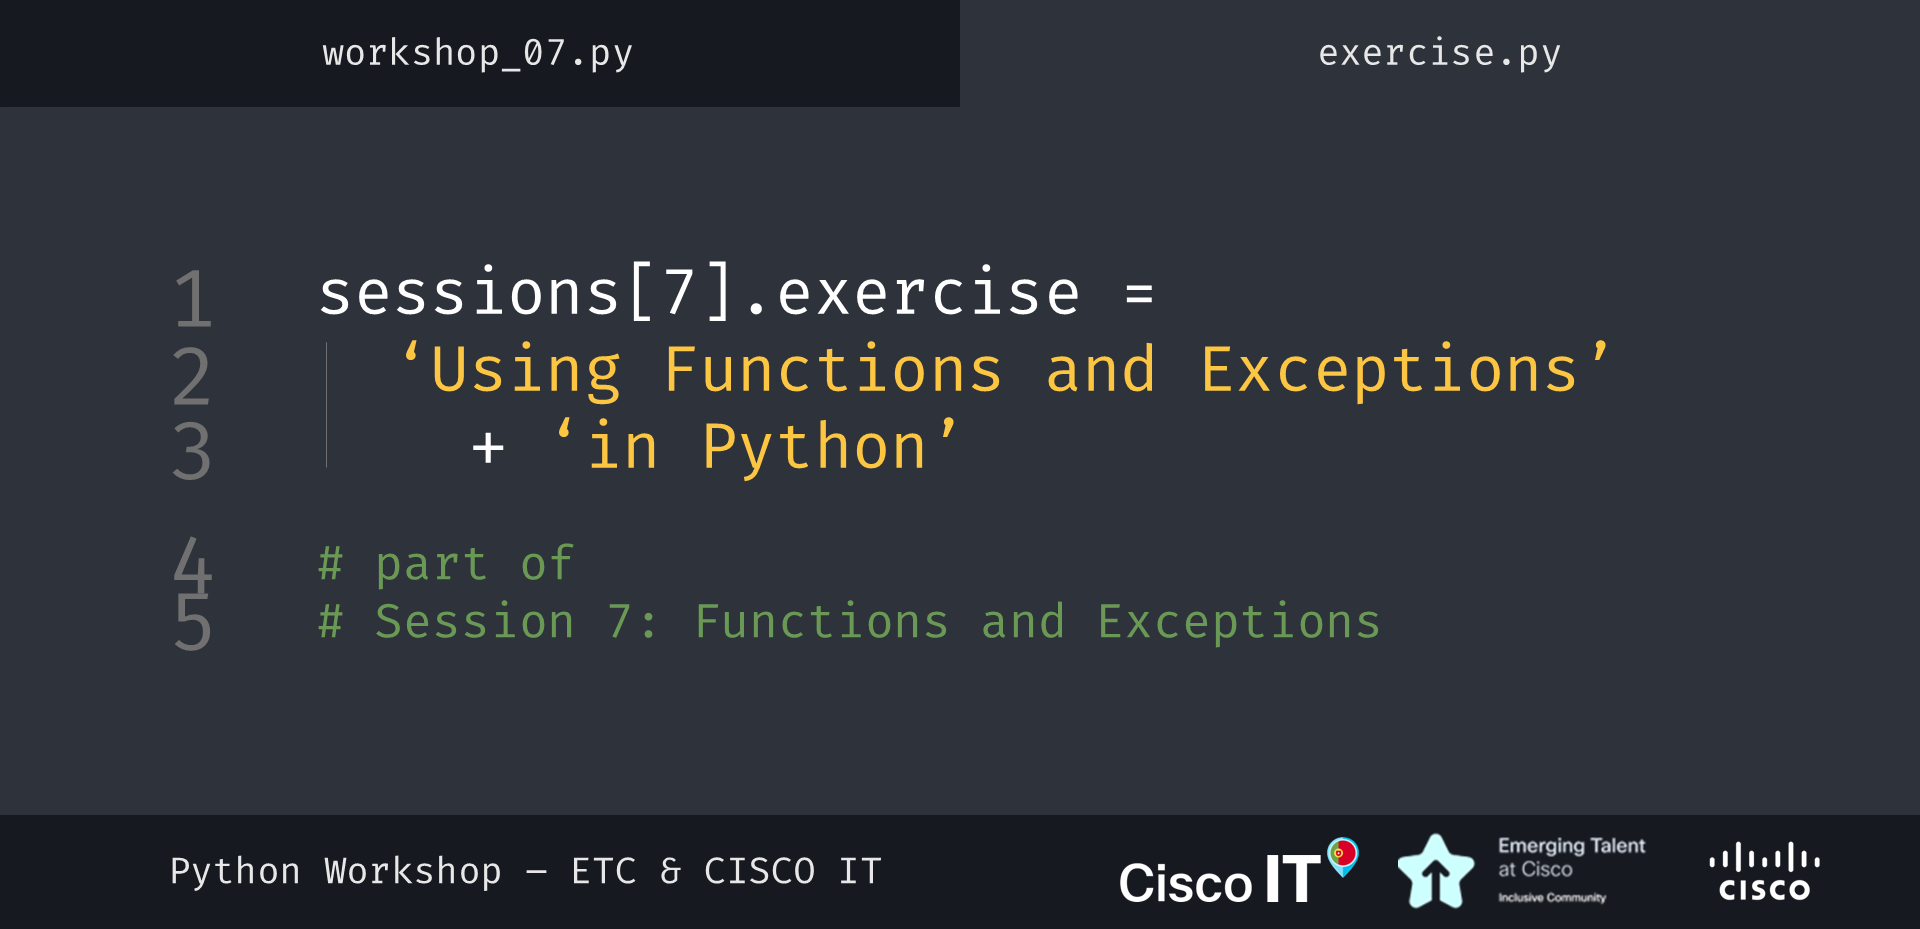 workshop_07.py
exercise.py
1 sessions[7].exercise =
2 ‘Using Functions and Exceptions’
3 + ‘in Python’
4 # part of
5 # Session 7: Functions and Exceptions
Python Workshop – ETC & CISCO IT
Cisco IT
Emerging Talent
at Cisco
Inclusive Community
CISCO